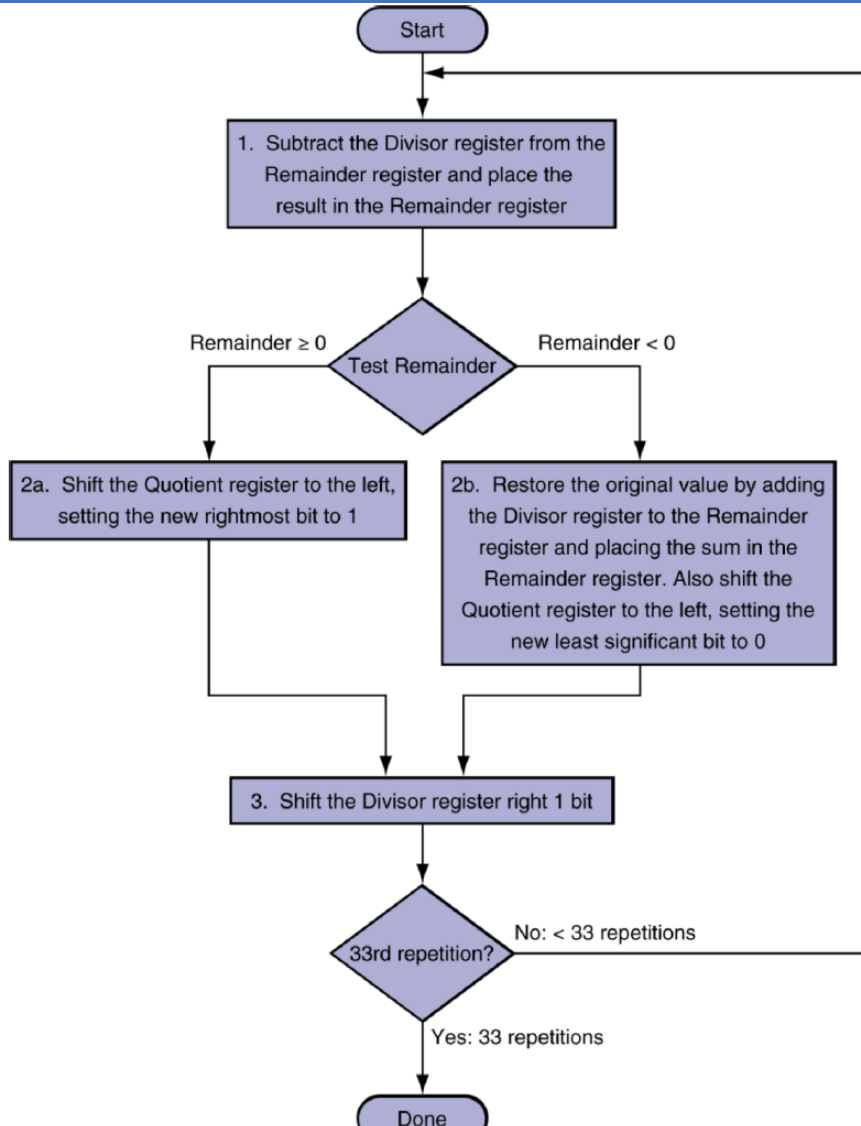 Start
1. Subtract the Divisor register from the
Remainder register and place the
result in the Remainder register
Remainder ≥ 0
Remainder < 0
Test Remainder
2a. Shift the Quotient register to the left,
setting the new rightmost bit to 1
2b. Restore the original value by adding
the Divisor register to the Remainder
register and placing the sum in the
Remainder register. Also shift the
Quotient register to the left, setting the
new least significant bit to 0
3. Shift the Divisor register right 1 bit
33rd repetition?
No: < 33 repetitions
Yes: 33 repetitions
Done